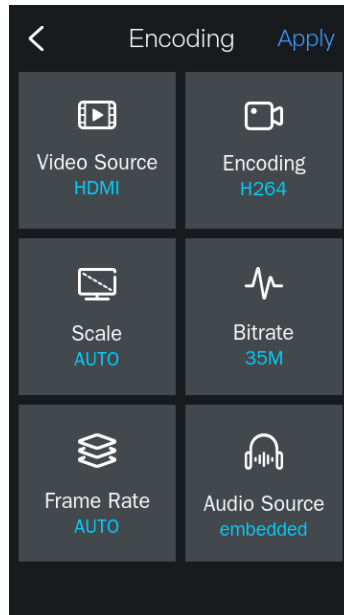 Encoding Apply
Video Source
HDMI
Encoding
H264
Scale
AUTO
Bitrate
35M
Frame Rate
AUTO
Audio Source
embedded